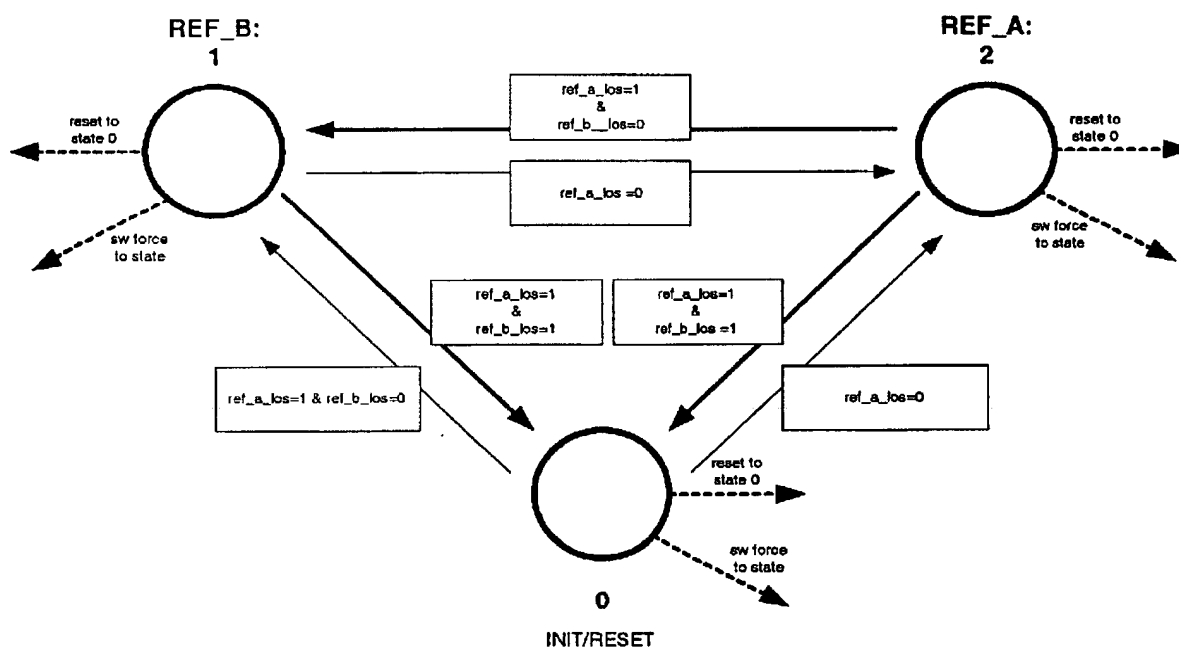 REF_B:
1
REF_A:
2
ref_a_los=1
&
ref_b__los=0
reset to
state 0
reset to
state 0
ref_a_los =0
sw force
to state
sw force
to state
ref_a_los=1
&
ref_b_los=1
ref_a_los=1
&
ref_b_los =1
ref_a_los=1 & ref_b_los=0
ref_a_los=0
reset to
state 0
sw force
to state
0
INIT/RESET